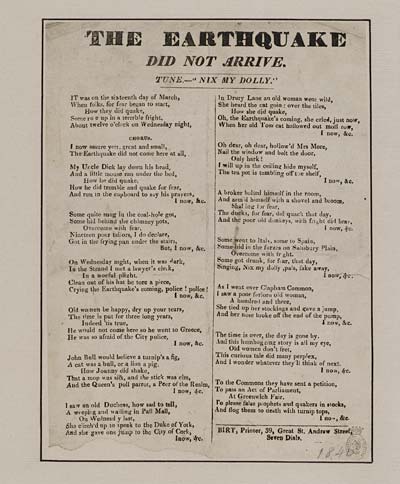 THE EARTHQUAKE
DID NOT ARRIVE.
TUNE.—"NIX MY DOLLY."
IT was on the sixteenth day of March,
When folks, for fear began to start,
How they did quake,
Some rose up in a terrible fright,
About twelve o'clock on Wednesday night,
CHORUS.
I now assure you, great and small,
The Earthquake did not come here at all,
My Uncle Dick lay down his head,
And a little mouse ran under the bed,
How he did quake,
How he did tremble and quake for fear,
And run in the cupboard to say his prayers,
I now, &c.
Some quite snug in the coal-hole got,
Some hid behind the chimney pots,
Overcome with fear.
Nineteen poor tailors, I do declare,
Got in the frying pan under the stairs,
But, I now, &c.
On Wednesday night, when it was dark,
In the Strand I met a lawyer's clerk,
In a woeful plight.
Clean out of his hat he tore a piece,
Crying the Earthquake's coming, police! police!
I now, &c.
Old women be happy, dry up your tears,
The time is put for three long years,
Indeed 'tis true,
He would not come here so he went to Greece,
He was so afraid of the City police,
I now, &c.
John Bull would believe a turnip's a fig,
A cat was a bull, or a lion a pig.
How Joanny did shake,
That a mop was sick, and the stick was elm,
And the Queen's pull parrot, a Peer of the Realm,
I now, &c.
I saw an old Duchess, how sad to tell,
A weeping and wailing in Pall Mall,
On Wednesday last,
She climb'd up to speak to the Duke of York,
And she gave one jump to the City of Cork,
I now, &c.
In Drury Lane an old woman went wild,
She heard the cat going over the tiles,
How she did quake,
Oh, the Earthquake's coming, she cried, just now,
When her old Tom cat hollowed out moll row,
I now, &c.
Oh dear, oh dear, hollow'd Mrs More,
Nail the window and bolt the door,
Only hark!
I will up in the ceiling hide myself,
The tea pot is tumbling off the shelf,
I now, &c.
A broker bolted himself in the room,
And arm'd himself with a shovel and broom,
Shaking for fear,
The ducks, for fear, did quack that day,
And the poor old donkeys, with fright did bray,
I now, &c.
Some went to Italy, some to Spain,
Some hid in the ferzes on Salsbury Plain,
Overcome with fright.
Some got drunk, for fear, that day,
Singing, Nix my dolly, pals, fake away,
I now, &c.
As I went over Clapham Common,
I saw a poor forlorn old woman,
A hundred and three,
She tied up her stockings and gave a jump,
And her nose broke off the end of the pump,
I now, &c.
The time is over, the day is gone by,
And this humbugging story is all my eye,
Old women don't feer,
This curious tale did many perplex,
And I wonder whatever they'll think of next.
I now, &c.
To the Commons they have sent a petition,
To pass an Act of Parliament,
At Greenwich Fair.
To please false prophets and quakers in stocks,
And flog them to death with turnip tops,
I now, &c.
BIRT, Printer, 39, Great St. Andrew Street,
Seven Dials.